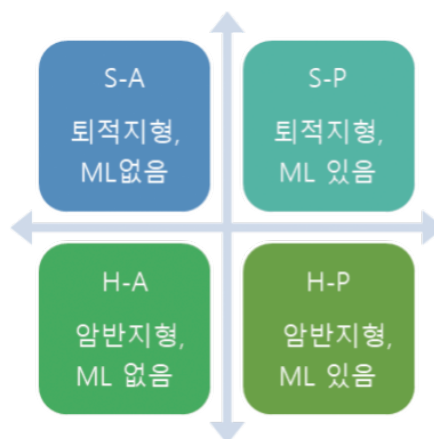 S-A
퇴적지형,
ML없음
S-P
퇴적지형,
ML 있음
H-A
암반지형,
ML 없음
H-P
암반지형,
ML 있음